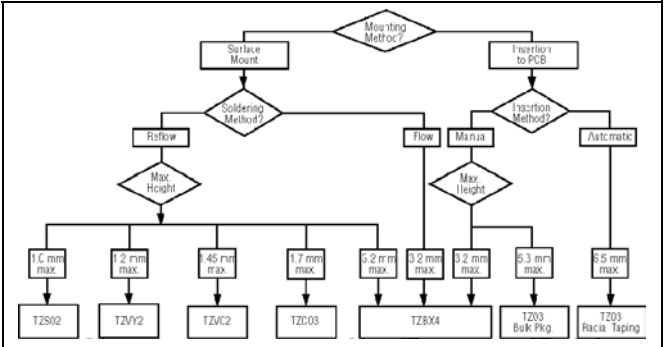 Mounting
Method?
Surface
Mount
Insertion
to PCB
Soldering
Method?
Insertion
Method?
Reflow
Flow
Manual
Automatic
Max.
Height
Max.
Height
1.0 mm
max.
1.2 mm
max.
1.45 mm
max.
1.7 mm
max.
3.2 mm
max.
3.2 mm
max.
3.2 mm
max.
5.3 mm
max.
6.5 mm
max.
TZS02
TZVY2
TZVC2
TZC03
TZBX4
TZ03
Bulk Pkg.
TZ03
Radial Taping